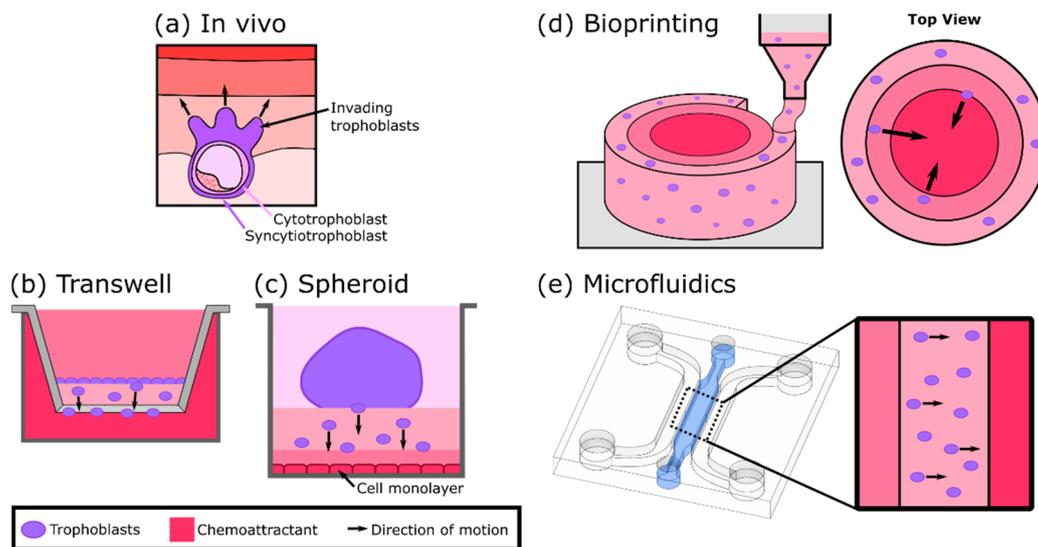 (a) In vivo
Invading
trophoblasts
Cytotrophoblast
Syncytiotrophoblast
(d) Bioprinting
Top View
(b) Transwell
(c) Spheroid
Cell monolayer
(e) Microfluidics
Trophoblasts
Chemoattractant
Direction of motion